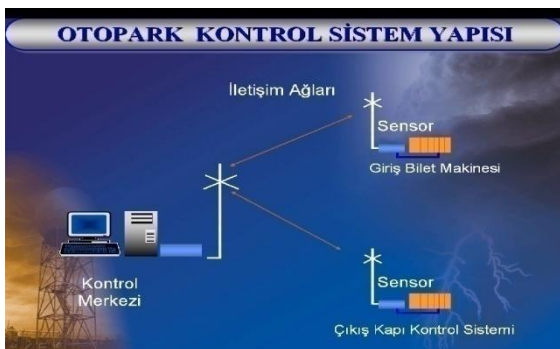 OTOPARK KONTROL SİSTEM YAPISI
İletişim Ağları
Sensor
Giriş Bilet Makinesi
Kontrol
Merkezi
Sensor
Çıkış Kapı Kontrol Sistemi